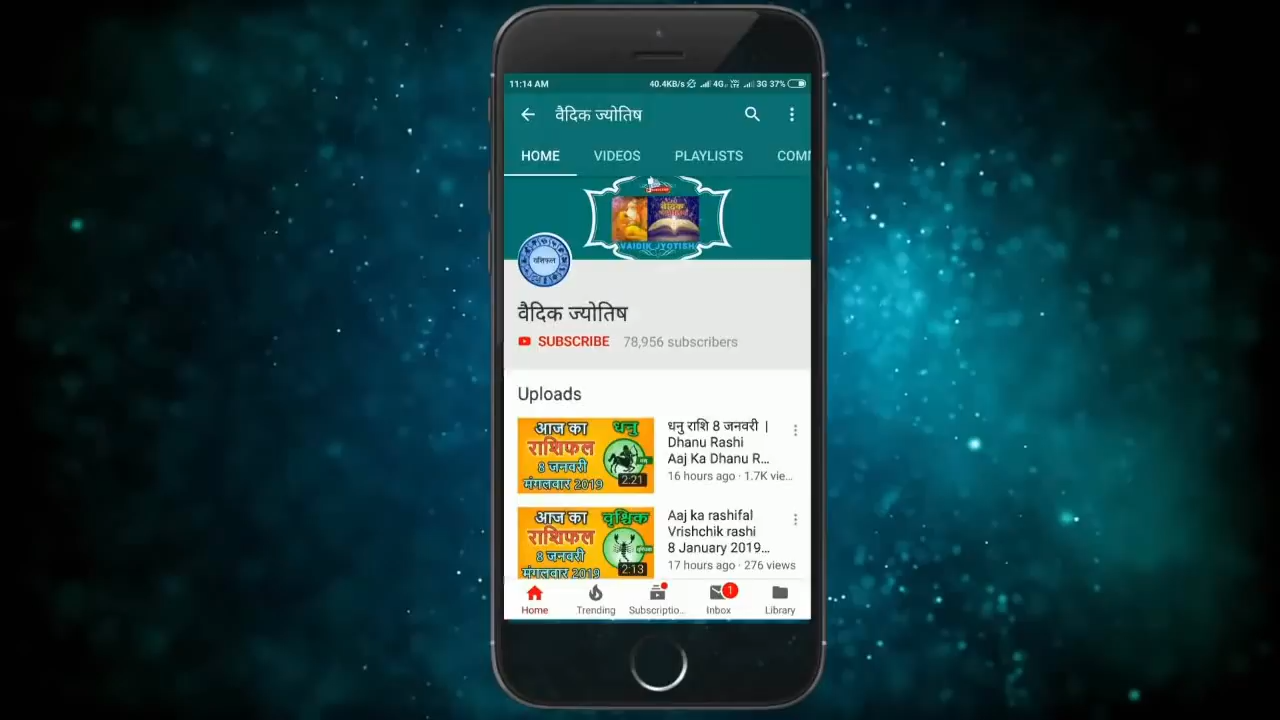 11:14 AM 40.4KB/s 4G 3G 37%
वैदिक ज्योतिष
HOME VIDEOS PLAYLISTS COMM
वैदिक
VAIDIK JYOTISH
राशिफल
वैदिक ज्योतिष
SUBSCRIBE 78,956 subscribers
Uploads
आज का धनु
राशिफल
8 जनवरी
मंगलवार 2019
2:21
धनु राशि 8 जनवरी |
Dhanu Rashi
Aaj Ka Dhanu R...
16 hours ago · 1.7K vie...
आज का वृश्चिक
राशिफल
8 जनवरी
मंगलवार 2019
2:13
Aaj ka rashifal
Vrishchik rashi
8 January 2019...
17 hours ago · 276 views
Home Trending Subscriptio... Inbox 1 Library